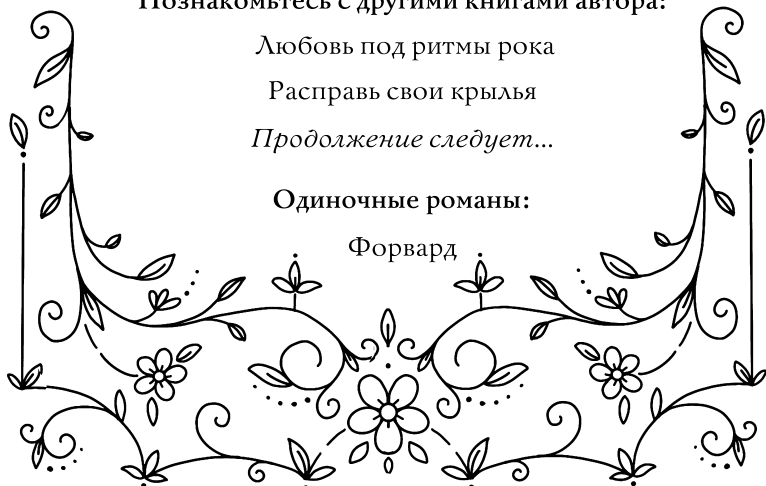 Познакомьтесь с другими книгами автора:
Любовь под ритмы рока
Расправь свои крылья
Продолжение следует...
Одиночные романы:
Форвард